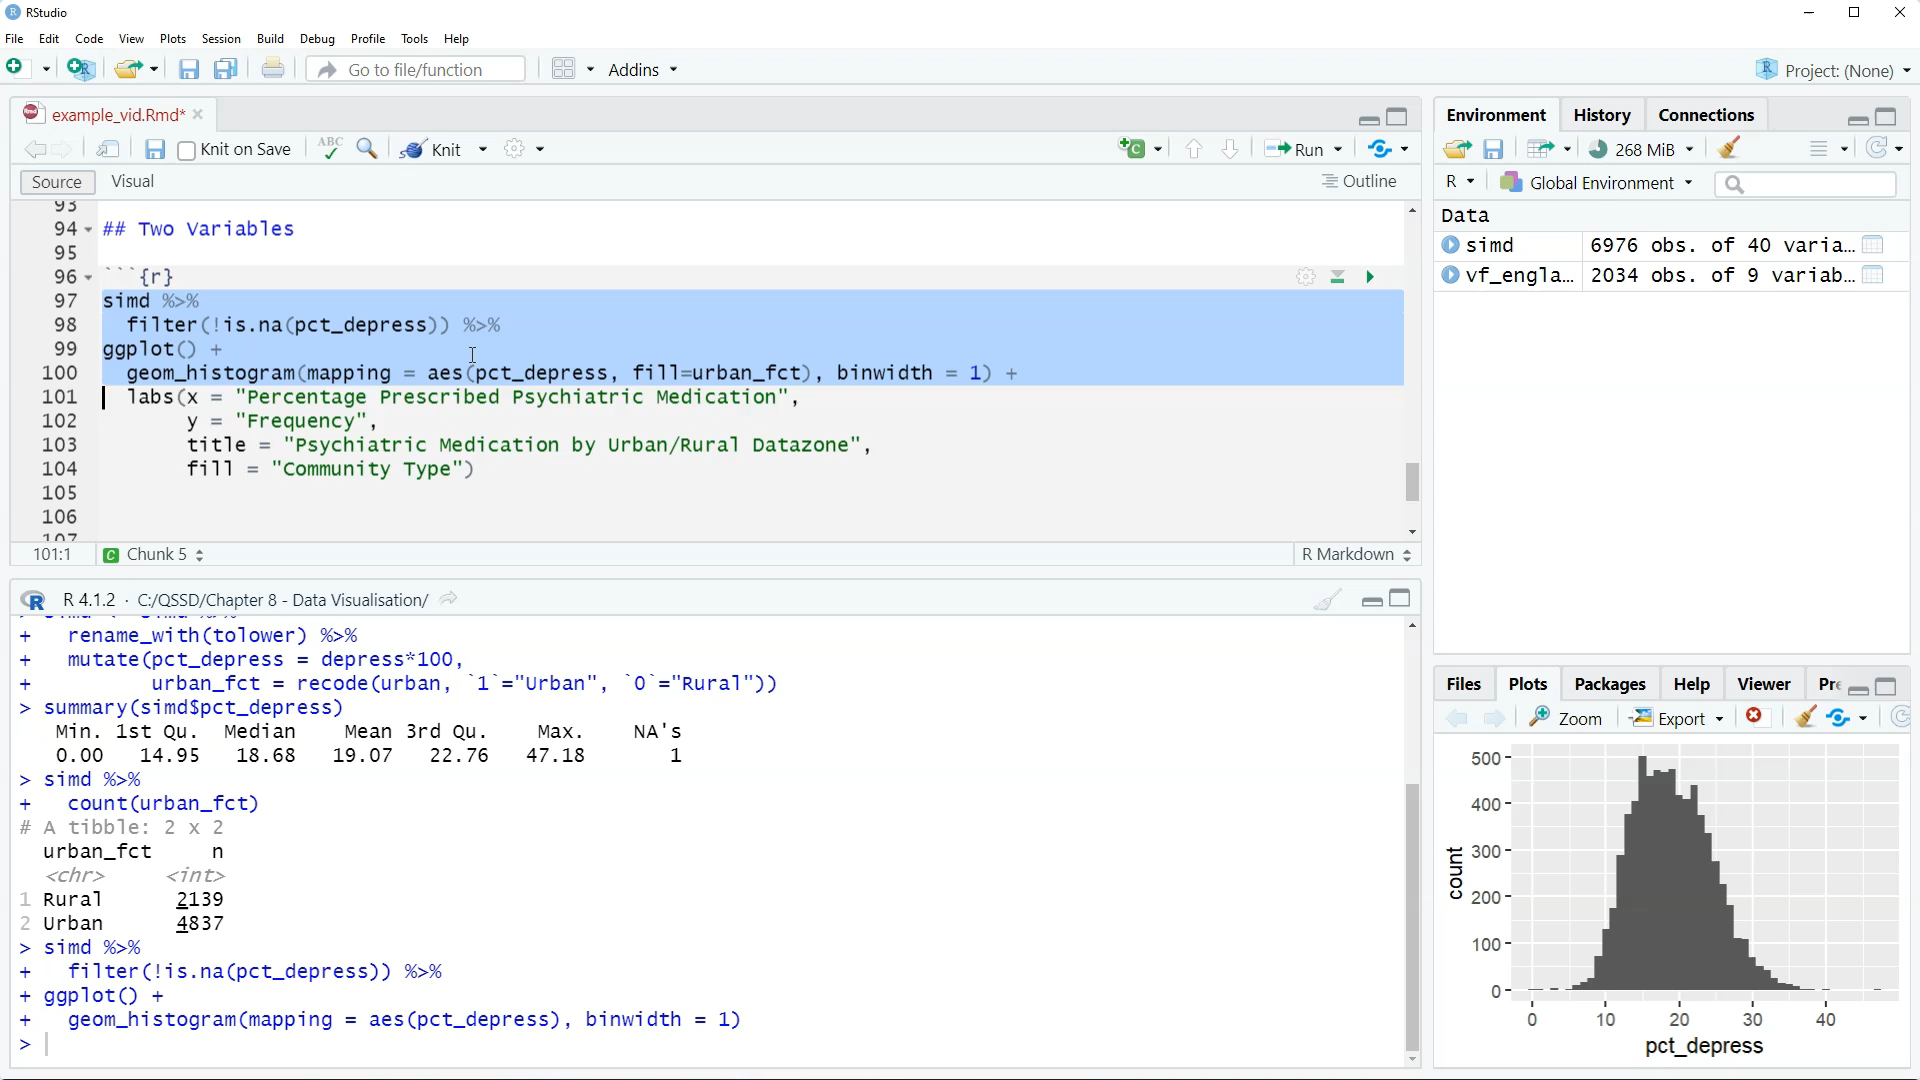 RStudio
File Edit Code View Plots Session Build Debug Profile Tools Help
Go to file/function
Addins
Project: (None)
example_vid.Rmd*
Knit on Save
ABC
Knit
Run
Source
Visual
Outline
93
94 ## Two Variables
95
96 ```{r}
97 simd %>%
98 filter(!is.na(pct_depress)) %>%
99 ggplot() +
100 geom_histogram(mapping = aes(pct_depress, fill=urban_fct), binwidth = 1) +
101 labs(x = "Percentage Prescribed Psychiatric Medication",
102 y = "Frequency",
103 title = "Psychiatric Medication by Urban/Rural Datazone",
104 fill = "Community Type")
105
106
107
101:1
Chunk 5
R Markdown
R 4.1.2 · C:/QSSD/Chapter 8 - Data Visualisation/
+ rename_with(tolower) %>%
+ mutate(pct_depress = depress*100,
+ urban_fct = recode(urban, `1`="Urban", `0`="Rural"))
> summary(simd$pct_depress)
Min. 1st Qu. Median Mean 3rd Qu. Max. NA's
0.00 14.95 18.68 19.07 22.76 47.18 1
> simd %>%
+ count(urban_fct)
# A tibble: 2 x 2
urban_fct n
<chr> <int>
1 Rural 2139
2 Urban 4837
> simd %>%
+ filter(!is.na(pct_depress)) %>%
+ ggplot() +
+ geom_histogram(mapping = aes(pct_depress), binwidth = 1)
>
Environment History Connections
268 MiB
R
Global Environment
Data
simd 6976 obs. of 40 varia…
vf_engla… 2034 obs. of 9 variab…
Files Plots Packages Help Viewer Pre
Zoom
Export
500
400
300
200
100
0
count
0 10 20 30 40
pct_depress